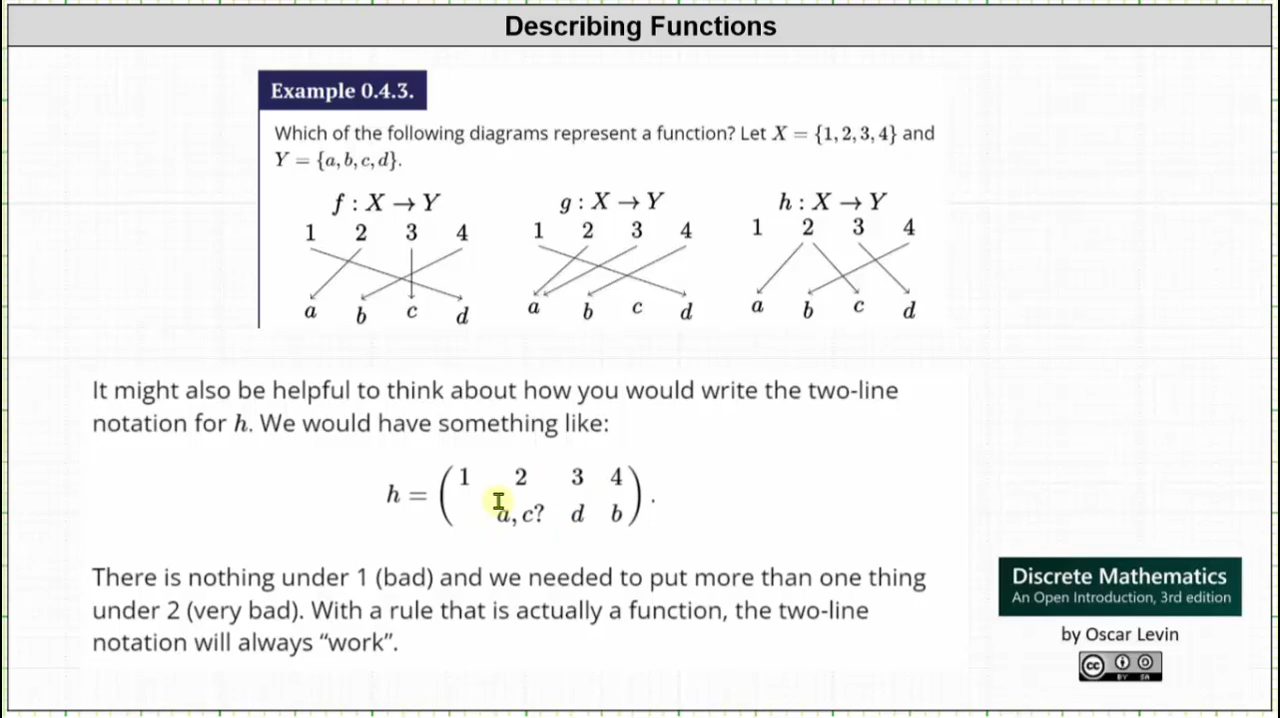 Describing Functions
Example 0.4.3.
Which of the following diagrams represent a function? Let X = {1, 2, 3, 4} and
Y = {a, b, c, d}.
f : X → Y g : X → Y h : X → Y
1 2 3 4 1 2 3 4 1 2 3 4
a b c d a b c d a b c d
It might also be helpful to think about how you would write the two-line
notation for h. We would have something like:
h = ( 1 2 3 4
a, c? d b ) .
There is nothing under 1 (bad) and we needed to put more than one thing
under 2 (very bad). With a rule that is actually a function, the two-line
notation will always “work”.
Discrete Mathematics
An Open Introduction, 3rd edition
by Oscar Levin
cc BY SA